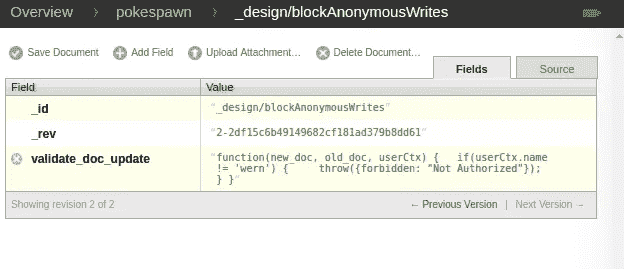 Overview > pokespawn > _design/blockAnonymousWrites
Save Document Add Field Upload Attachment… Delete Document…
Fields Source
Field Value
_id "_design/blockAnonymousWrites"
_rev "2-2df15c6b49149682cf181ad379b8dd61"
validate_doc_update "function(new_doc, old_doc, userCtx) { if(userCtx.name
!= 'wern') { throw({forbidden: "Not Authorized"});
} }"
Showing revision 2 of 2 ← Previous Version | Next Version →